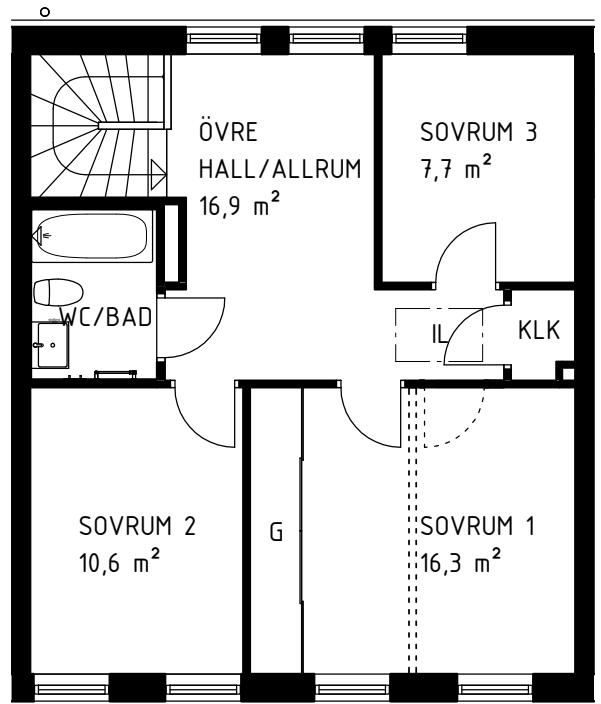 ÖVRE
HALL/ALLRUM
16,9 m²
SOVRUM 3
7,7 m²
WC/BAD
IL
KLK
SOVRUM 2
10,6 m²
G
SOVRUM 1
16,3 m²